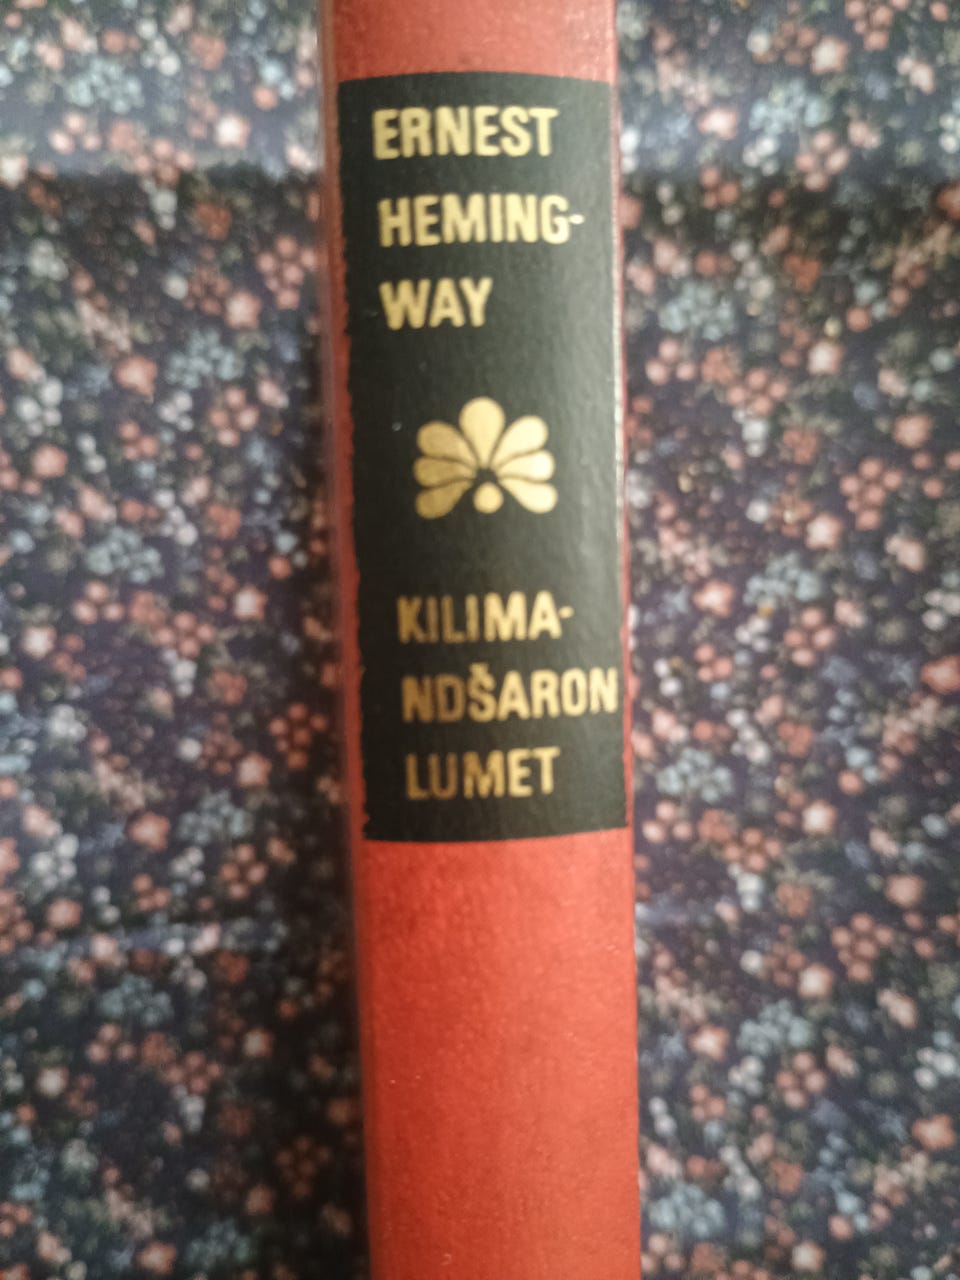 ERNEST
HEMING-
WAY
KILIMA-
NDŠARON
LUMET